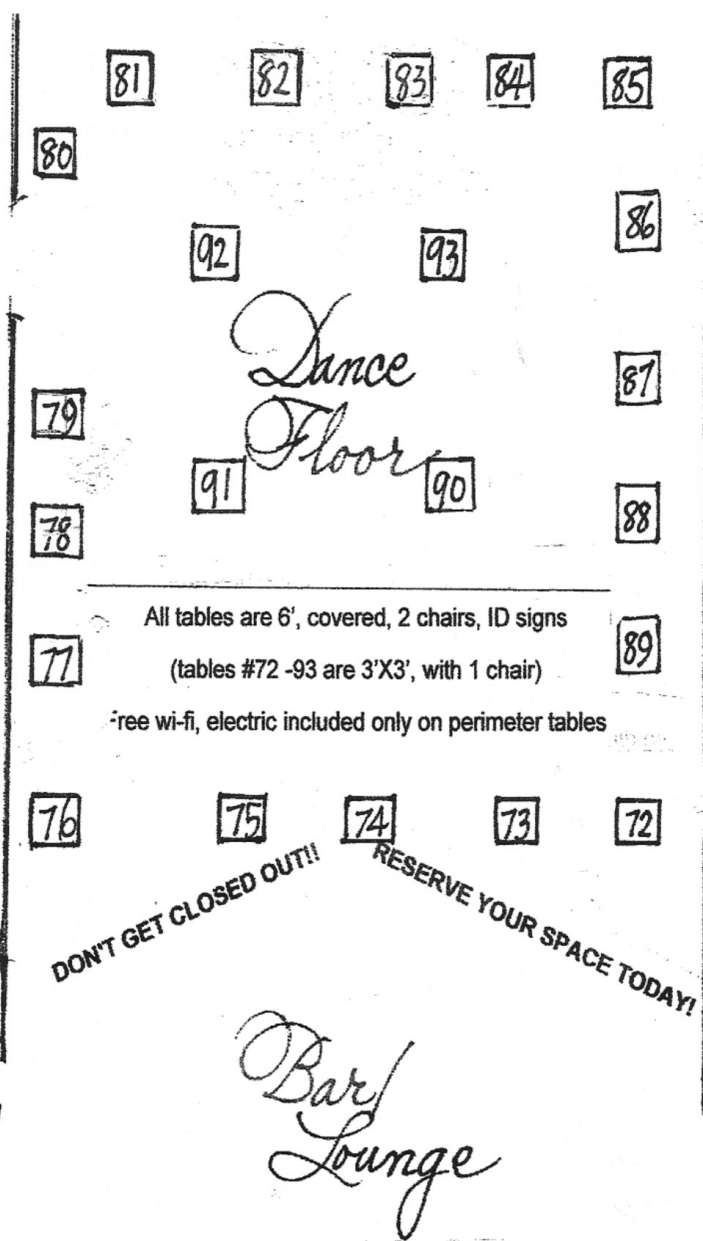 81 82 83 84 85
80
86
92 93
Dance
87
79
Floor
91 90
88
78
All tables are 6', covered, 2 chairs, ID signs
89
77
(tables #72 -93 are 3'X3', with 1 chair)
Free wi-fi, electric included only on perimeter tables
76 75 74 73 72
DON'T GET CLOSED OUT!!
RESERVE YOUR SPACE TODAY!
Bar/
Lounge